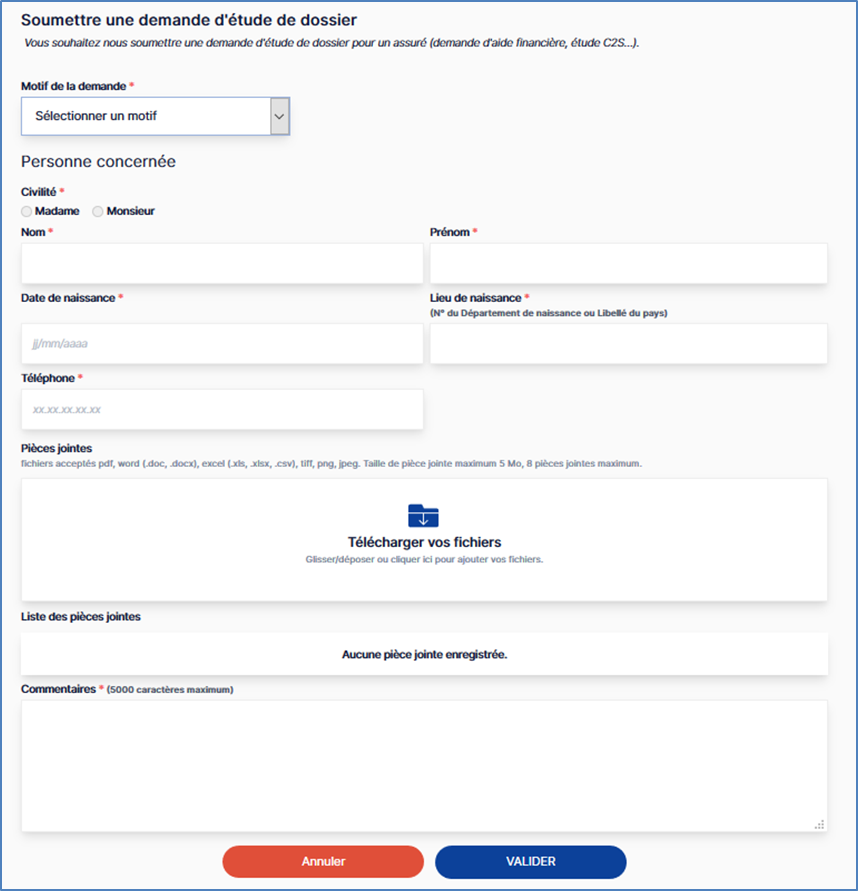 Soumettre une demande d'étude de dossier
Vous souhaitez nous soumettre une demande d'étude de dossier pour un assuré (demande d'aide financière, étude C2S...).
Motif de la demande *
Sélectionner un motif
Personne concernée
Civilité *
Madame Monsieur
Nom * Prénom *
Date de naissance * Lieu de naissance *
(N° du Département de naissance ou Libellé du pays)
jj/mm/aaaa
Téléphone *
xx.xx.xx.xx.xx
Pièces jointes
fichiers acceptés pdf, word (.doc, .docx), excel (.xls, .xlsx, .csv), tiff, png, jpeg. Taille de pièce jointe maximum 5 Mo, 8 pièces jointes maximum.
Télécharger vos fichiers
Glisser/déposer ou cliquer ici pour ajouter vos fichiers.
Liste des pièces jointes
Aucune pièce jointe enregistrée.
Commentaires * (5000 caractères maximum)
Annuler VALIDER